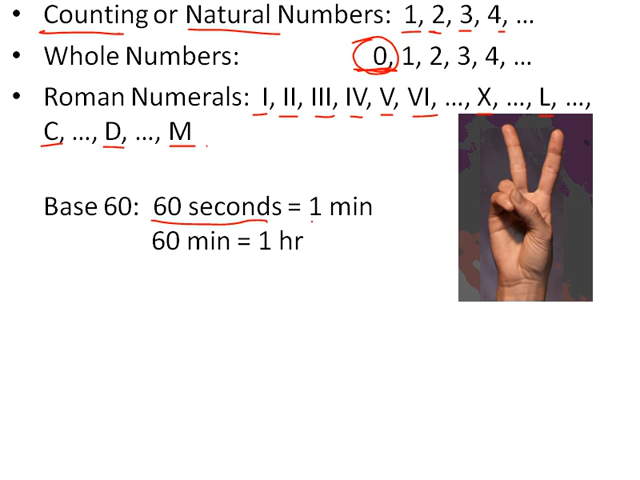 • Counting or Natural Numbers: 1, 2, 3, 4, ...
• Whole Numbers: 0, 1, 2, 3, 4, ...
• Roman Numerals: I, II, III, IV, V, VI, ..., X, ..., L, ...,
C, ..., D, ..., M
Base 60: 60 seconds = 1 min
60 min = 1 hr